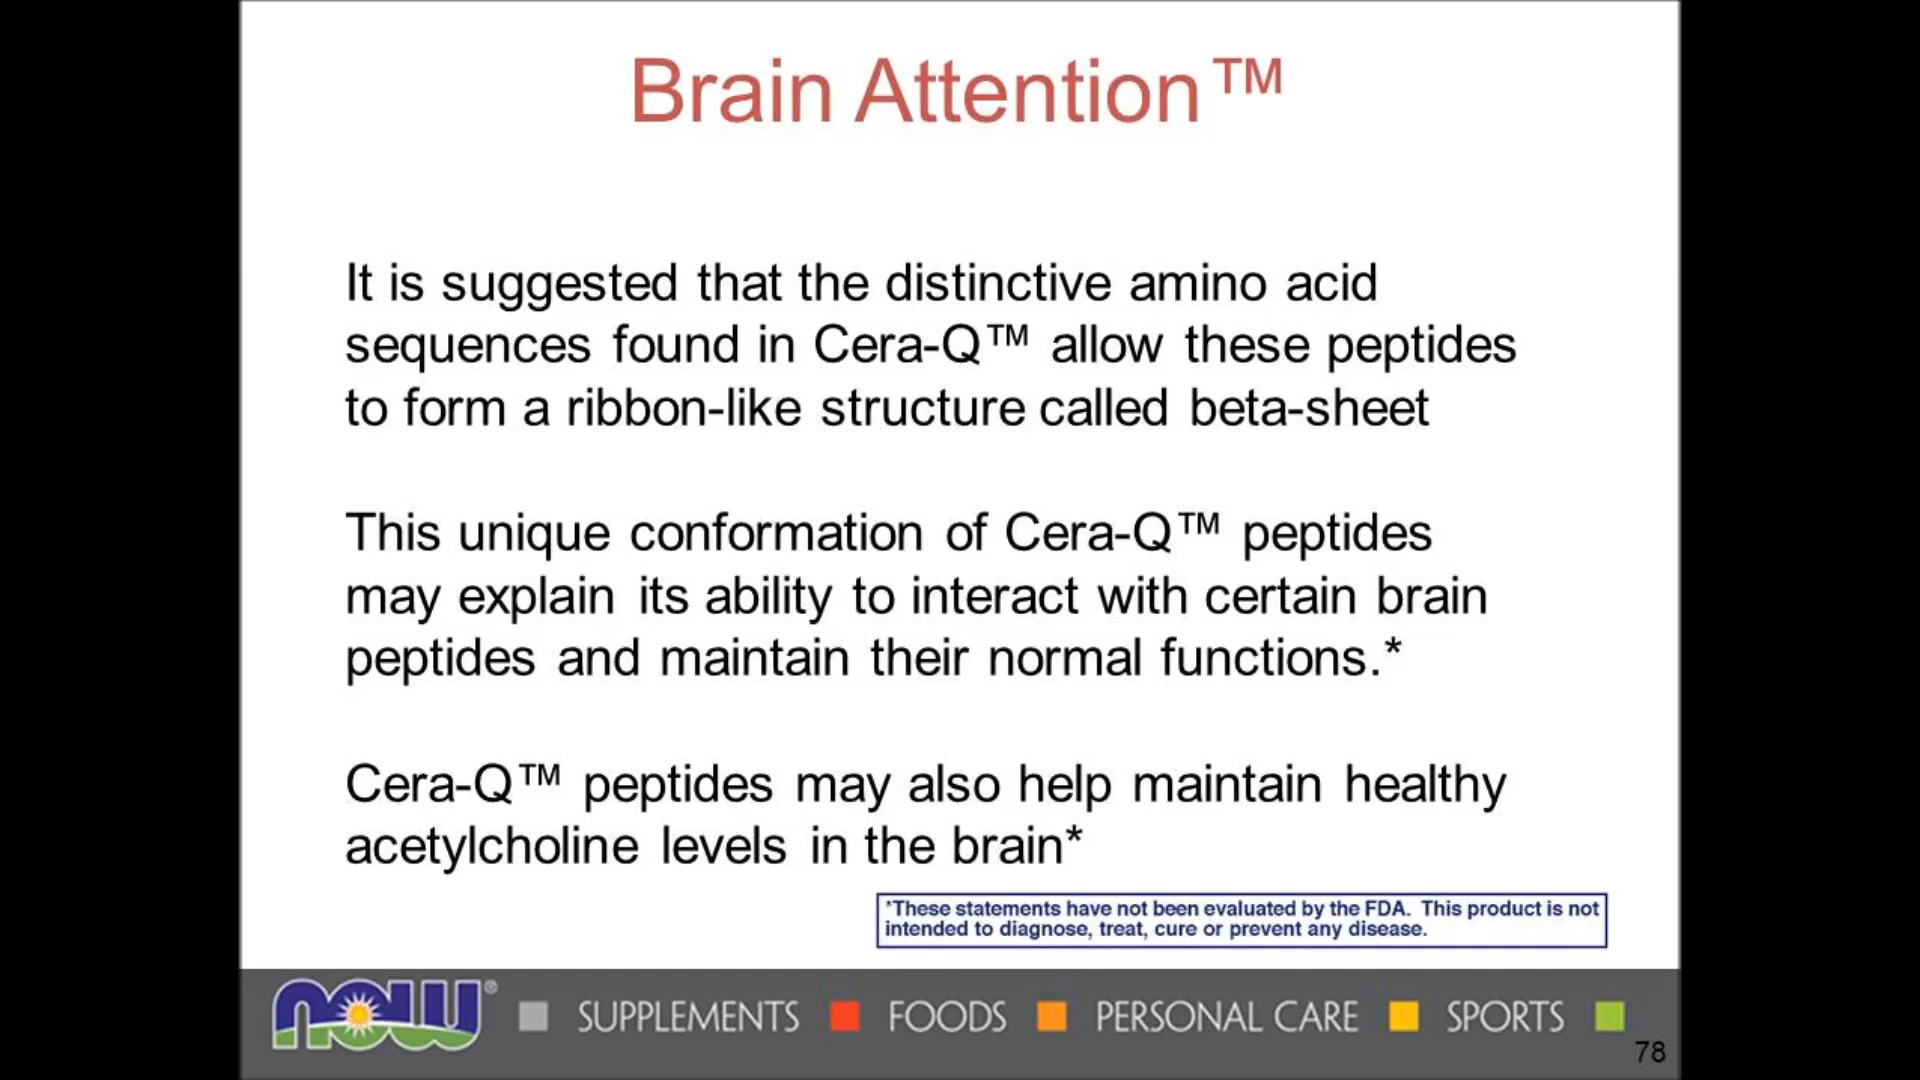 Brain Attention™
It is suggested that the distinctive amino acid
sequences found in Cera-Q™ allow these peptides
to form a ribbon-like structure called beta-sheet
This unique conformation of Cera-Q™ peptides
may explain its ability to interact with certain brain
peptides and maintain their normal functions.*
Cera-Q™ peptides may also help maintain healthy
acetylcholine levels in the brain*
*These statements have not been evaluated by the FDA. This product is not
intended to diagnose, treat, cure or prevent any disease.
now® SUPPLEMENTS FOODS PERSONAL CARE SPORTS
78